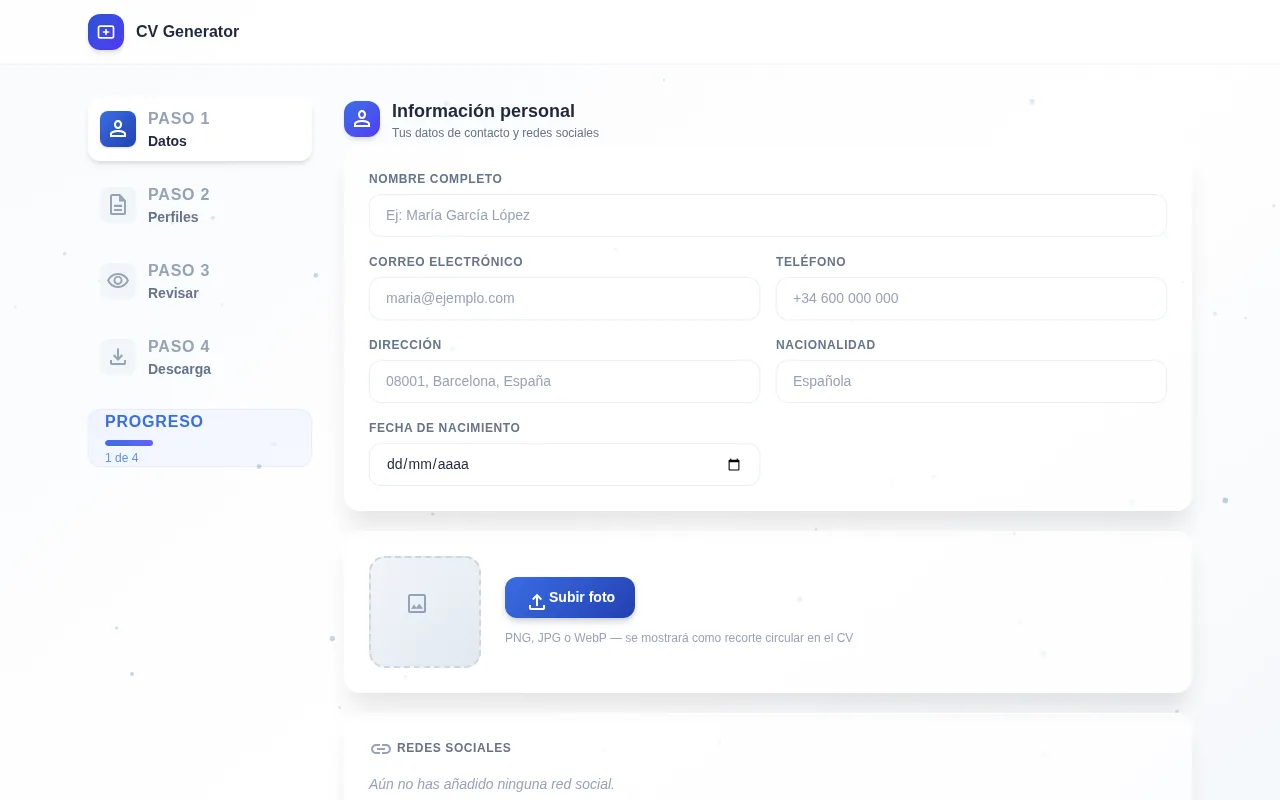 CV Generator
PASO 1
Datos
PASO 2
Perfiles
PASO 3
Revisar
PASO 4
Descarga
PROGRESO
1 de 4
Información personal
Tus datos de contacto y redes sociales
NOMBRE COMPLETO
Ej: María García López
CORREO ELECTRÓNICO
maria@ejemplo.com
TELÉFONO
+34 600 000 000
DIRECCIÓN
08001, Barcelona, España
NACIONALIDAD
Española
FECHA DE NACIMIENTO
dd/mm/aaaa
Subir foto
PNG, JPG o WebP — se mostrará como recorte circular en el CV
REDES SOCIALES
Aún no has añadido ninguna red social.